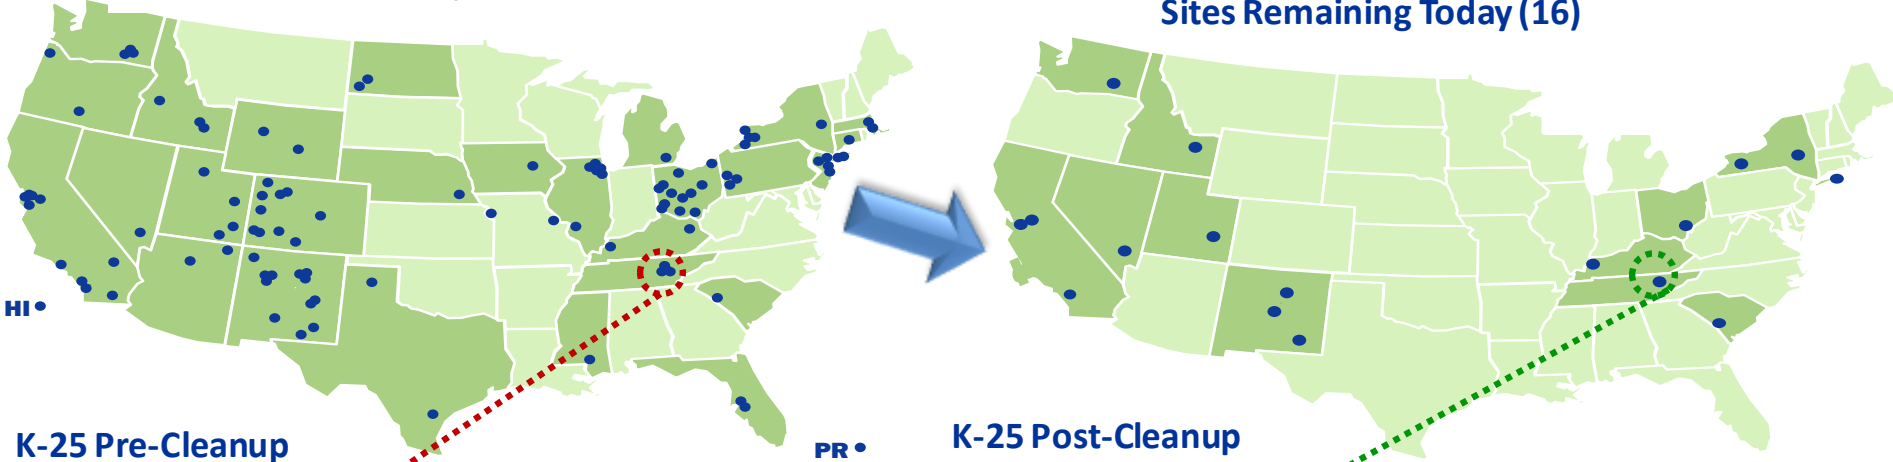 Sites Remaining Today (16)
HI
K-25 Pre-Cleanup
PR
K-25 Post-Cleanup